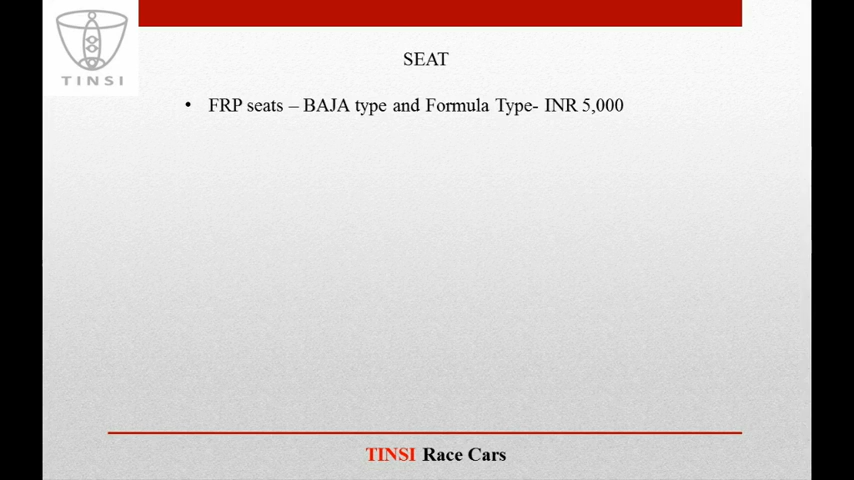 TINSI
SEAT
• FRP seats – BAJA type and Formula Type- INR 5,000
TINSI Race Cars